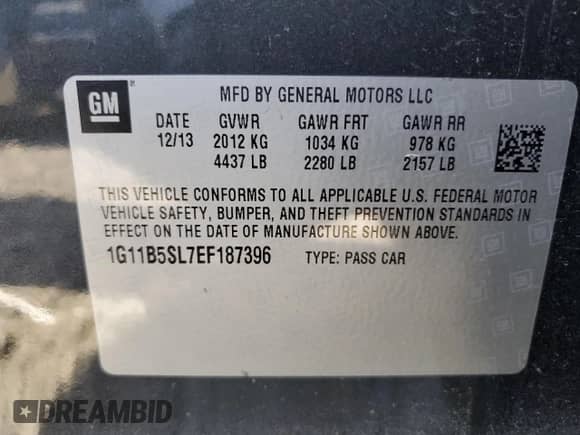 GM
MFD BY GENERAL MOTORS LLC
DATE GVWR GAWR FRT GAWR RR
12/13 2012 KG 1034 KG 978 KG
4437 LB 2280 LB 2157 LB
THIS VEHICLE CONFORMS TO ALL APPLICABLE U.S. FEDERAL MOTOR
VEHICLE SAFETY, BUMPER, AND THEFT PREVENTION STANDARDS IN
EFFECT ON THE DATE OF MANUFACTURE SHOWN ABOVE.
1G11B5SL7EF187396 TYPE: PASS CAR
DREAMBID